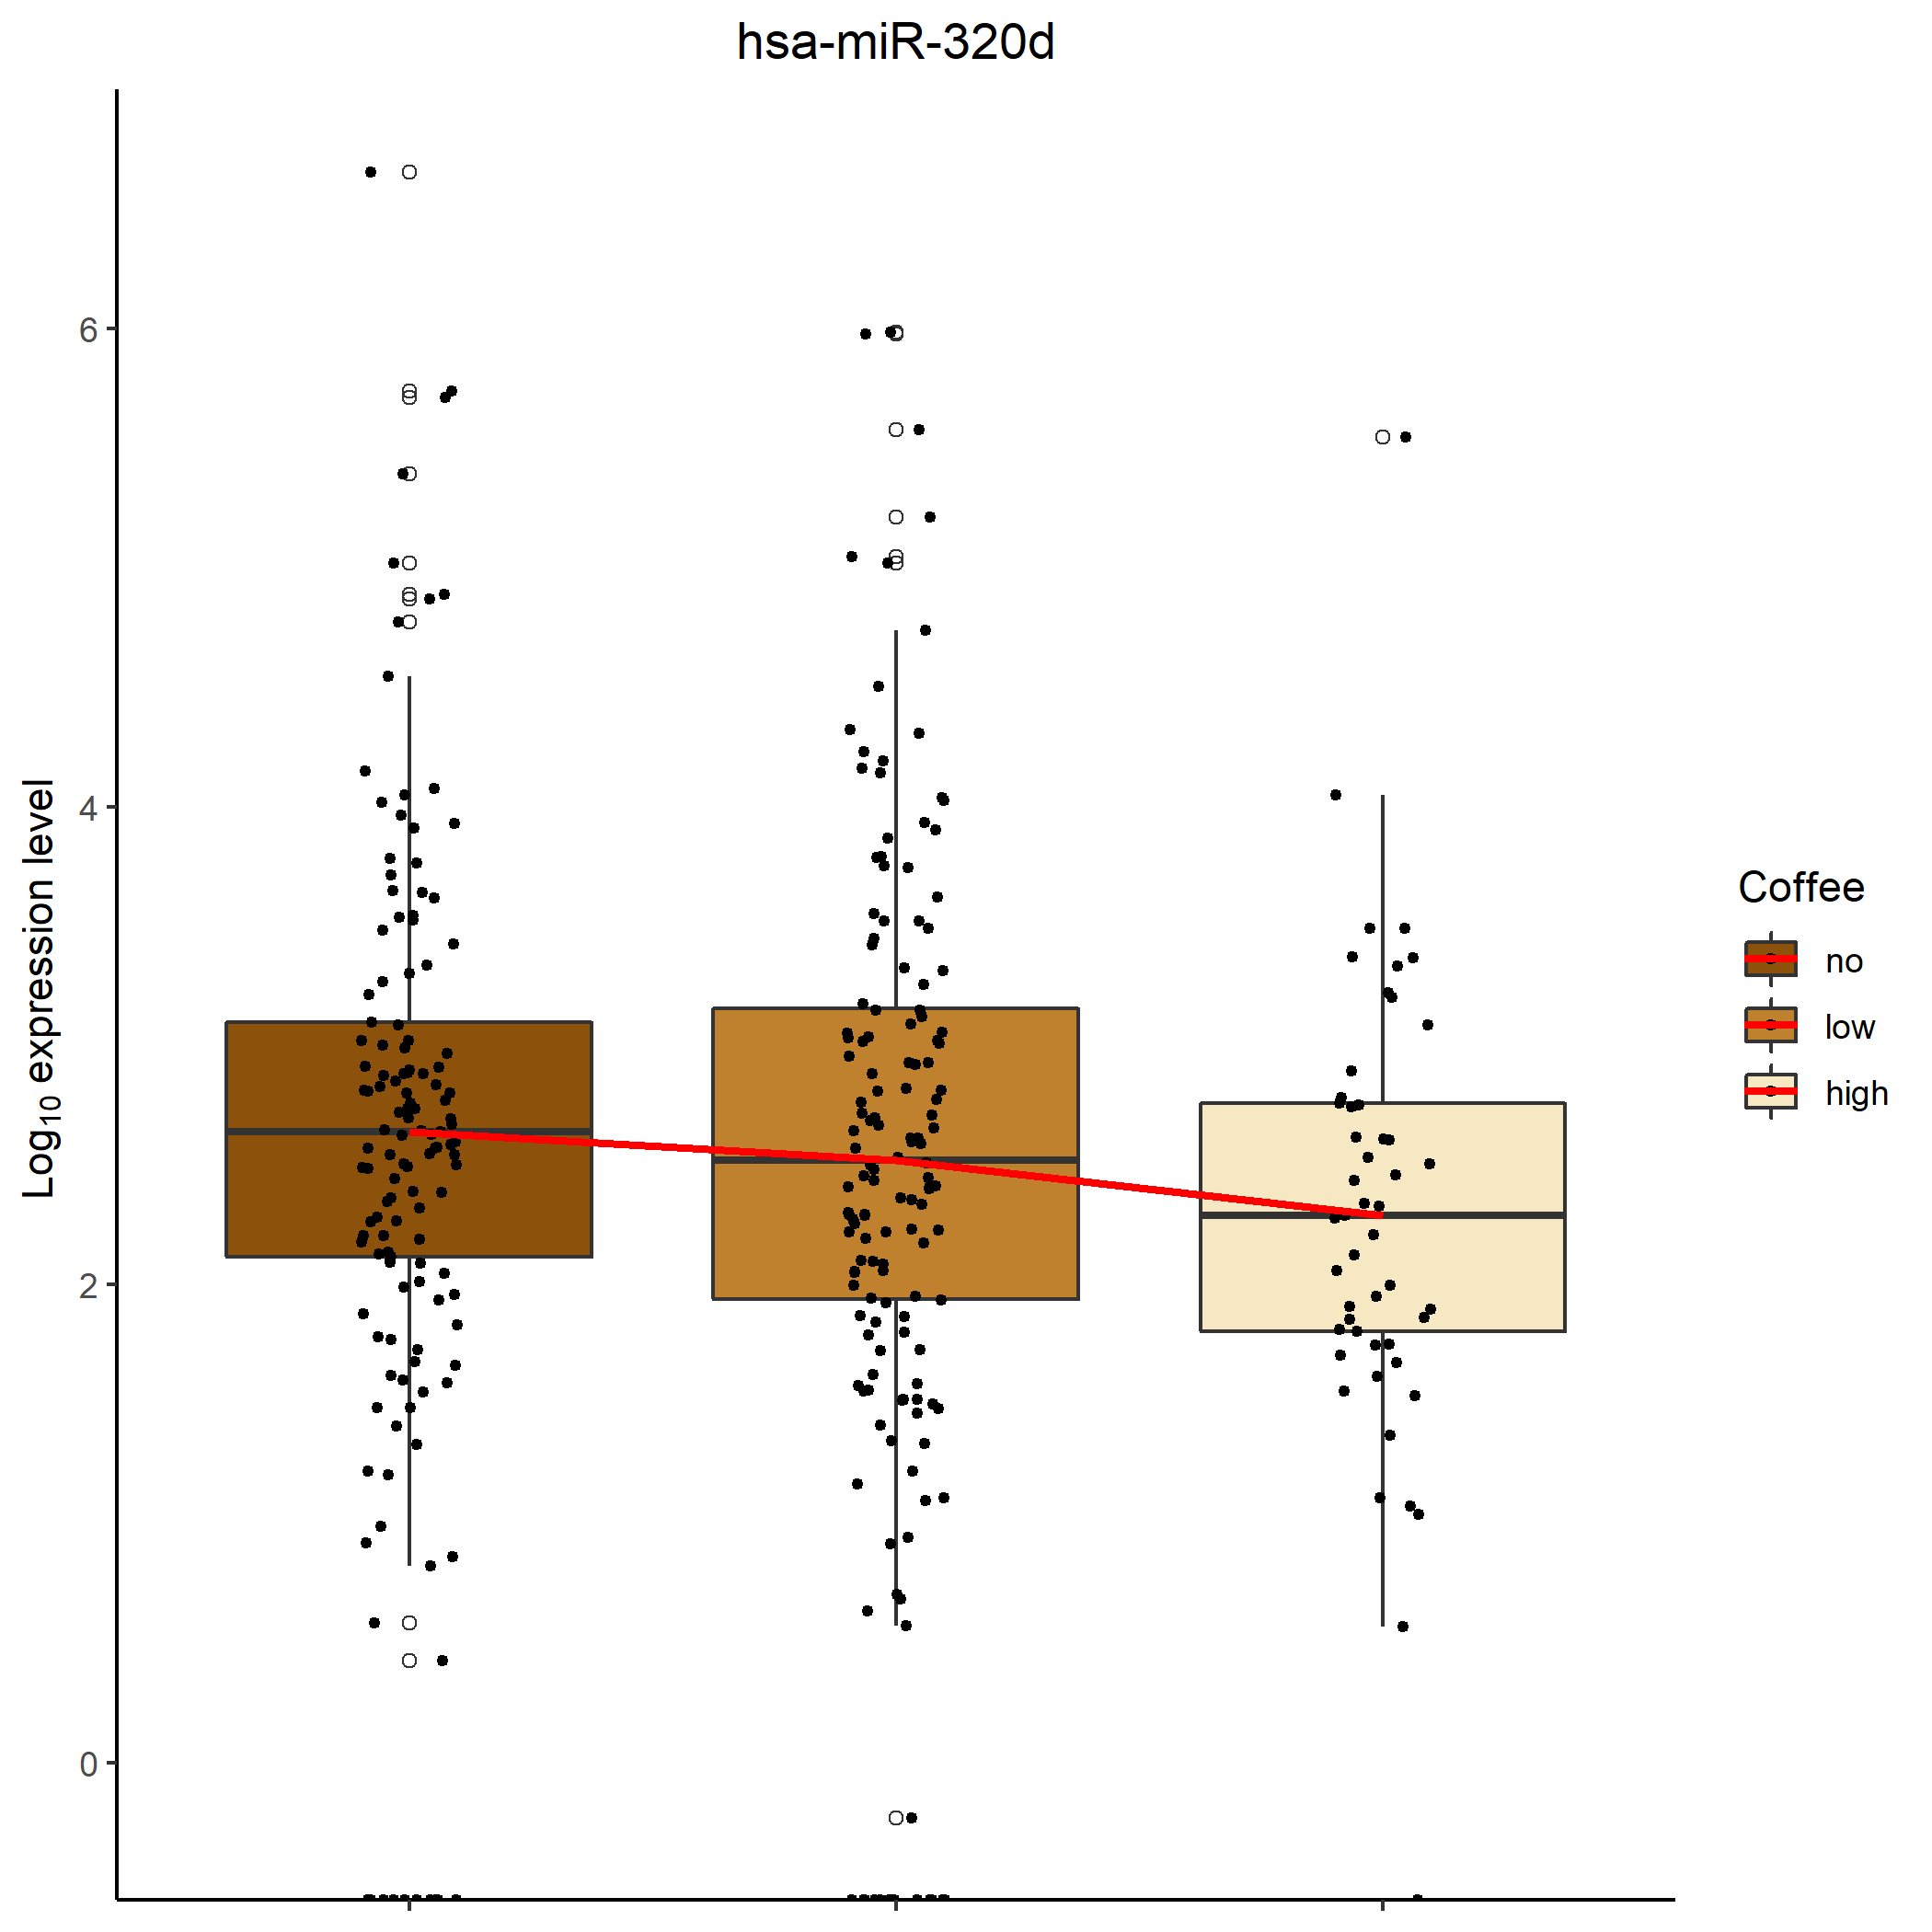 hsa-miR-320d
Log10 expression level
6
4
2
0
Coffee
no
low
high